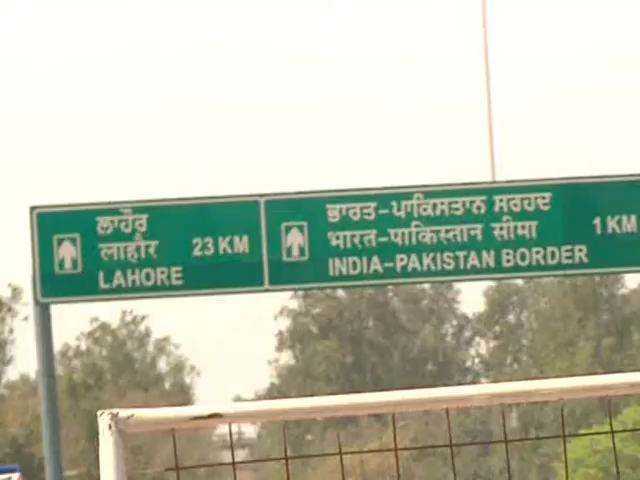 ਲਾਹੌਰ
लाहौर
LAHORE
23 KM
ਭਾਰਤ-ਪਾਕਿਸਤਾਨ ਸਰਹਦ
भारत-पाकिस्तान सीमा
INDIA-PAKISTAN BORDER
1 KM